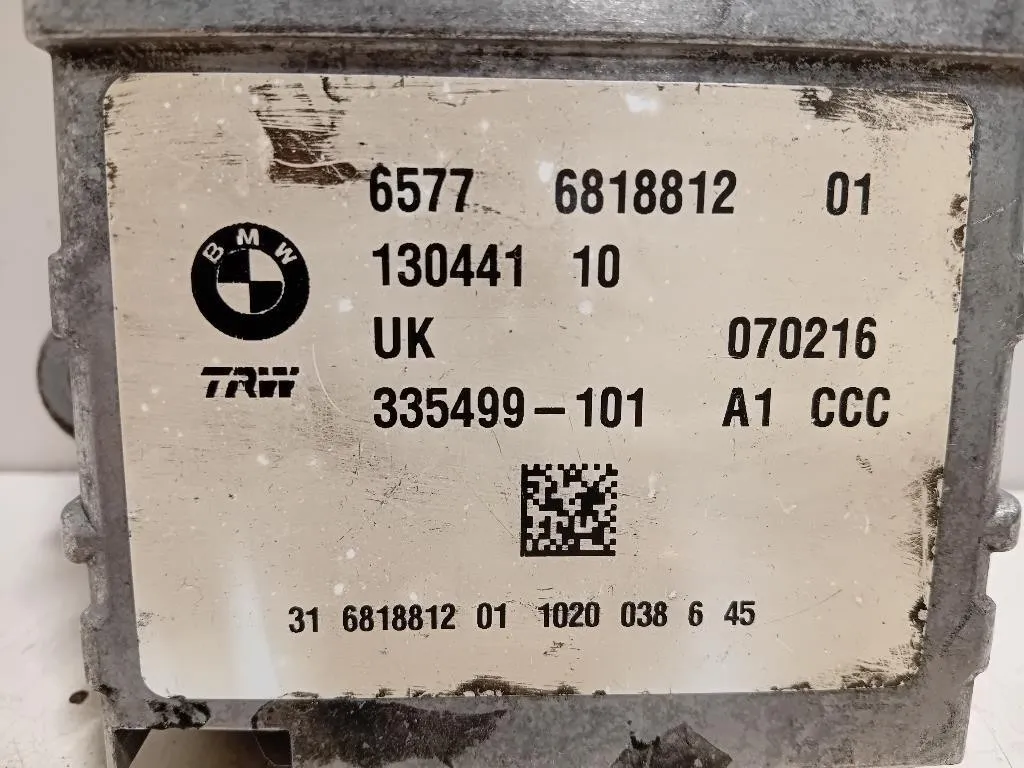 6577 6818812 01
BMW
130441 10
UK 070216
TRW
335499-101 A1 CCC
31 6818812 01 1020 038 6 45